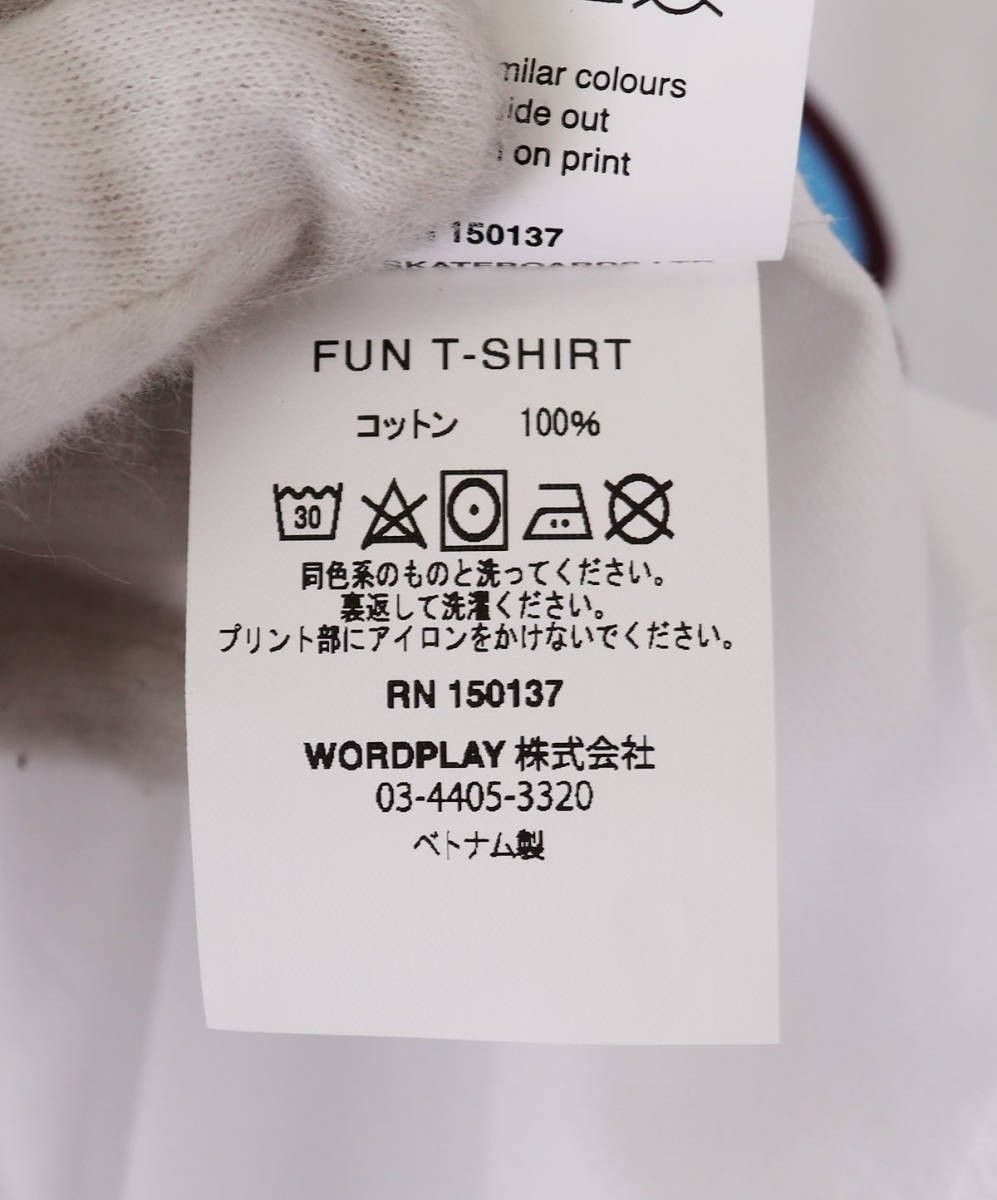 colours
out
on print
150137
FUN T-SHIRT
コットン 100%
30
同色系のものと洗ってください。
裏返して洗濯ください。
プリント部にアイロンをかけないでください。
RN 150137
WORDPLAY 株式会社
03-4405-3320
ベトナム製